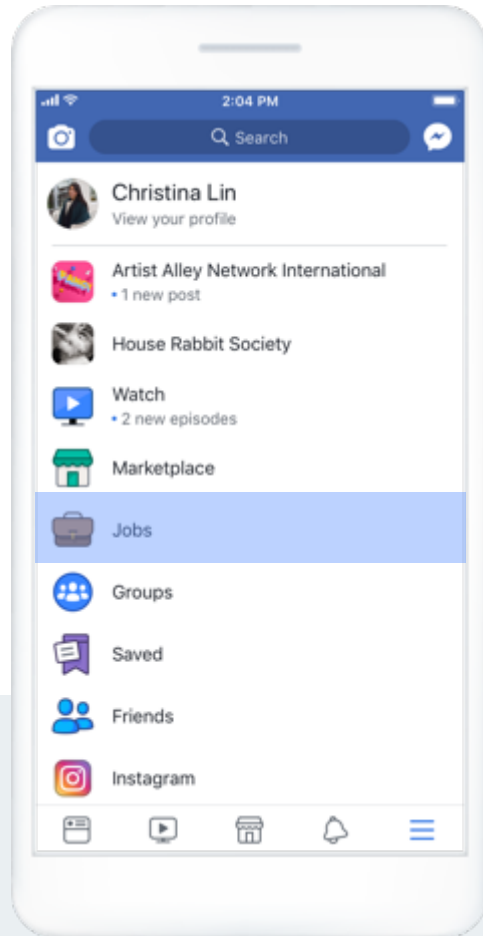 2:04 PM
Search
Christina Lin
View your profile
Artist Alley Network International
• 1 new post
House Rabbit Society
Watch
• 2 new episodes
Marketplace
Jobs
Groups
Saved
Friends
Instagram